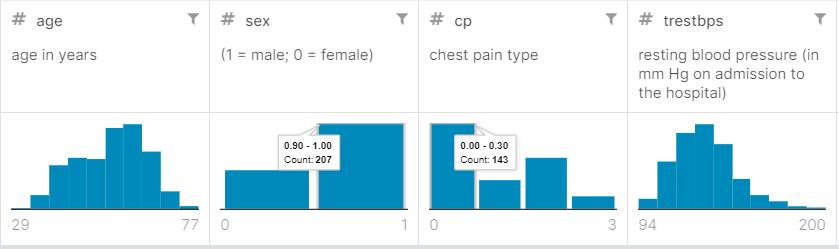 # age
age in years
29 77
# sex
(1 = male; 0 = female)
0.90 - 1.00
Count: 207
0 1
# cp
chest pain type
0.00 - 0.30
Count: 143
0 3
# trestbps
resting blood pressure (in
mm Hg on admission to
the hospital)
94 200